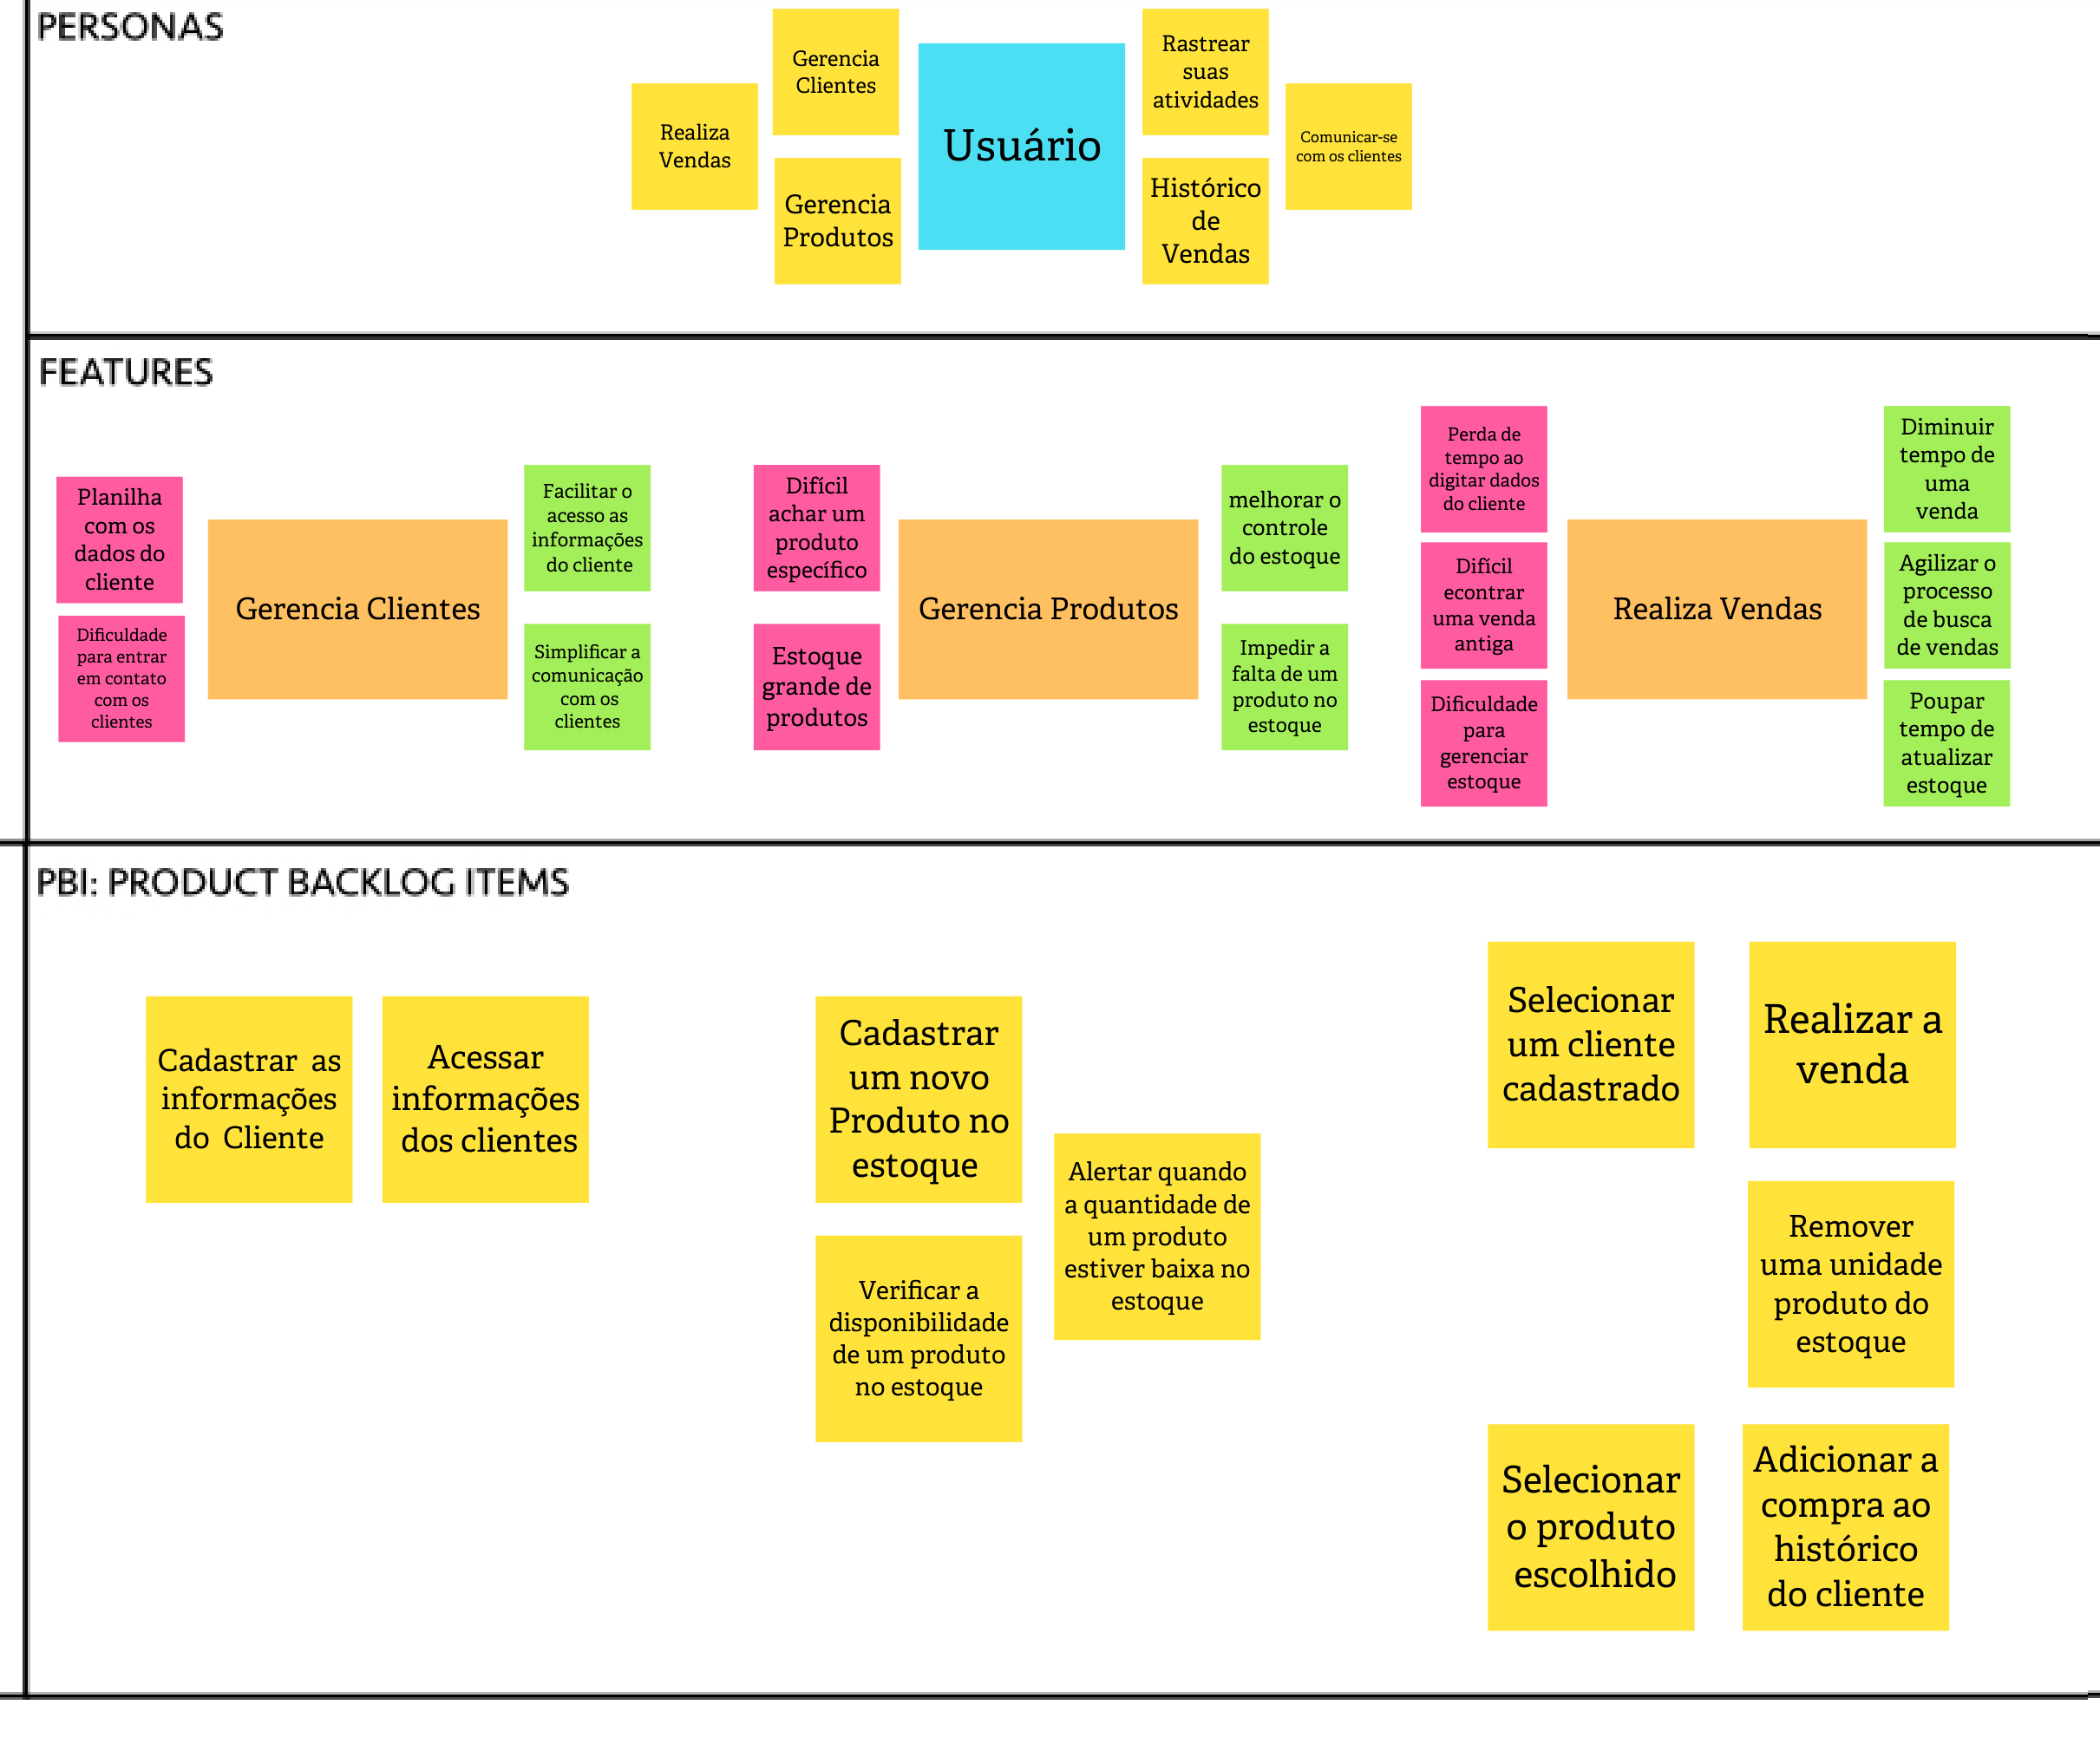 PERSONAS
Realiza
Vendas
Gerencia
Clientes
Gerencia
Produtos
Usuário
Rastrear
suas
atividades
Histórico
de
Vendas
Comunicar-se
com os clientes
FEATURES
Planilha
com os
dados do
cliente
Dificuldade
para entrar
em contato
com os
clientes
Gerencia Clientes
Facilitar o
acesso as
informações
do cliente
Simplificar a
comunicação
com os
clientes
Difícil
achar um
produto
específico
Estoque
grande de
produtos
Gerencia Produtos
melhorar o
controle
do estoque
Impedir a
falta de um
produto no
estoque
Perda de
tempo ao
digitar dados
do cliente
Difícil
econtrar
uma venda
antiga
Dificuldade
para
gerenciar
estoque
Realiza Vendas
Diminuir
tempo de
uma
venda
Agilizar o
processo
de busca
de vendas
Poupar
tempo de
atualizar
estoque
PBI: PRODUCT BACKLOG ITEMS
Cadastrar as
informações
do Cliente
Acessar
informações
dos clientes
Cadastrar
um novo
Produto no
estoque
Verificar a
disponibilidade
de um produto
no estoque
Alertar quando
a quantidade de
um produto
estiver baixa no
estoque
Selecionar
um cliente
cadastrado
Realizar a
venda
Remover
uma unidade
produto do
estoque
Selecionar
o produto
escolhido
Adicionar a
compra ao
histórico
do cliente